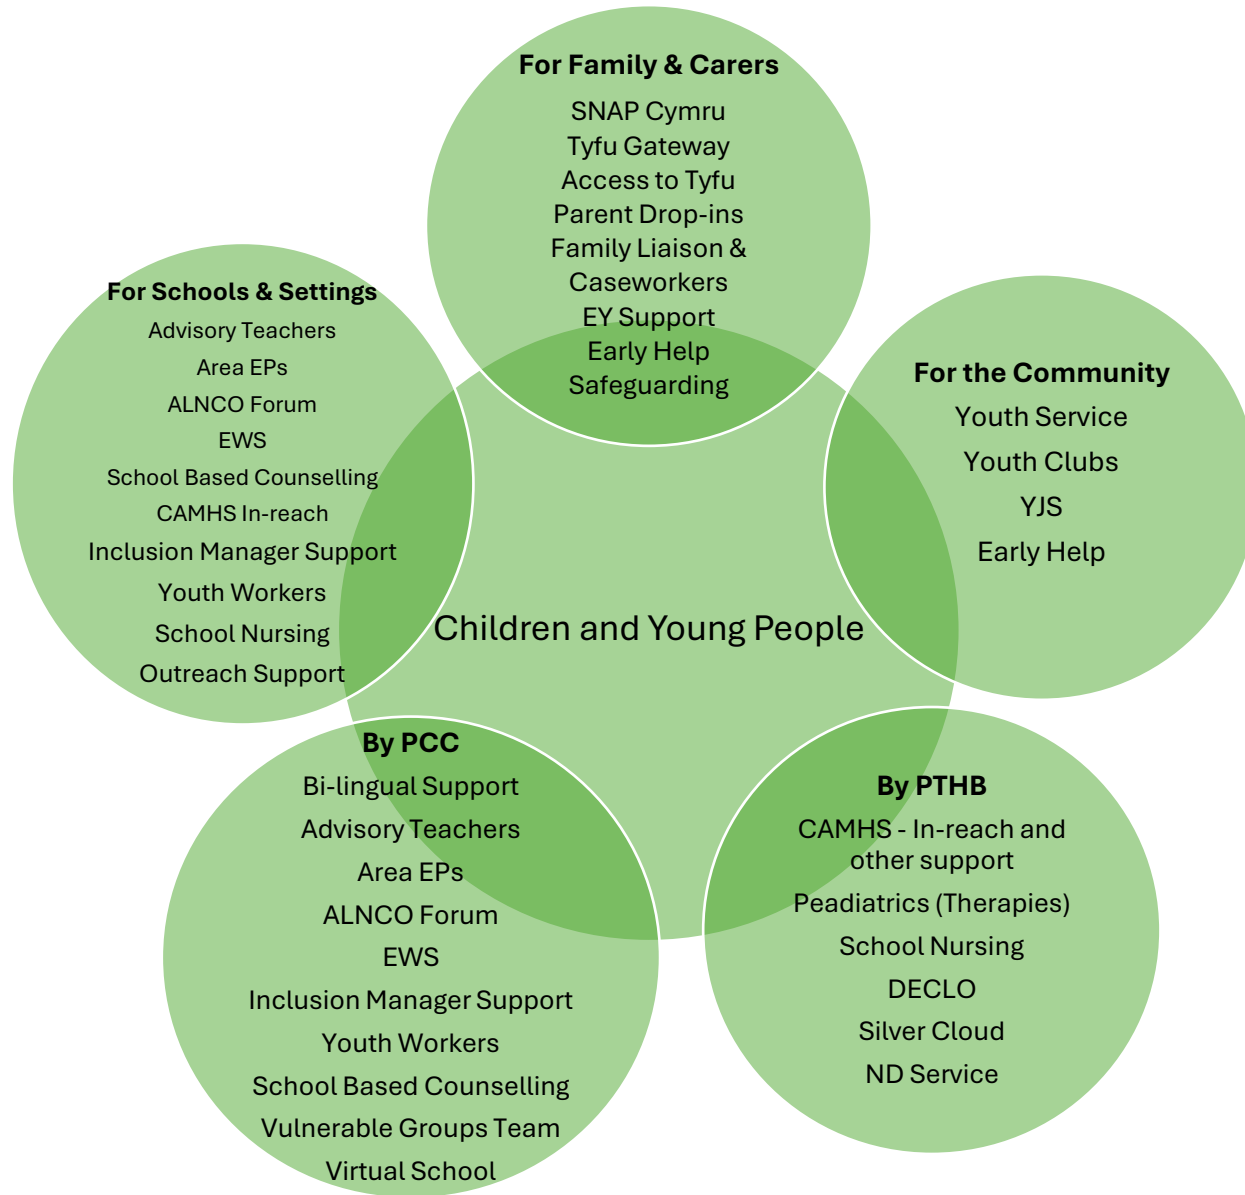 For Family & Carers
SNAP Cymru
Tyfu Gateway
Access to Tyfu
Parent Drop-ins
Family Liaison &
Caseworkers
EY Support
Early Help
Safeguarding
For Schools & Settings
Advisory Teachers
Area EPs
ALNCO Forum
EWS
School Based Counselling
CAMHS In-reach
Inclusion Manager Support
Youth Workers
School Nursing
Outreach Support
For the Community
Youth Service
Youth Clubs
YJS
Early Help
Children and Young People
By PCC
Bi-lingual Support
Advisory Teachers
Area EPs
ALNCO Forum
EWS
Inclusion Manager Support
Youth Workers
School Based Counselling
Vulnerable Groups Team
Virtual School
By PTHB
CAMHS - In-reach and
other support
Peadiatrics (Therapies)
School Nursing
DECLO
Silver Cloud
ND Service